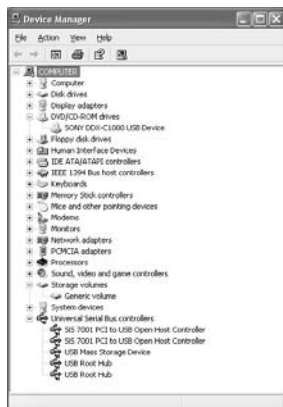 Device Manager
File Action View Help
COMPUTER
Computer
Disk drives
Display adapters
DVD/CD-ROM drives
SONY DDX-C1000 USB Device
Floppy disk drives
Human Interface Devices
IDE ATA/ATAPI controllers
IEEE 1394 Bus host controllers
Keyboards
Memory Stick controllers
Mice and other pointing devices
Modems
Monitors
Network adapters
PCMCIA adapters
Processors
Sound, video and game controllers
Storage volumes
Generic volume
System devices
Universal Serial Bus controllers
SiS 7001 PCI to USB Open Host Controller
SiS 7001 PCI to USB Open Host Controller
USB Mass Storage Device
USB Root Hub
USB Root Hub